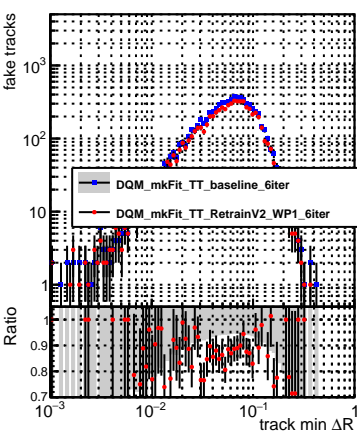 fake tracks
10³
10²
DQM_mkFit_TT_baseline_6iter
DQM_mkFit_TT_RetrainV2_WP1_6iter
10
1
Ratio
1
0.9
0.8
0.7
10⁻³ 10⁻² 10⁻¹ 1
track min ΔR